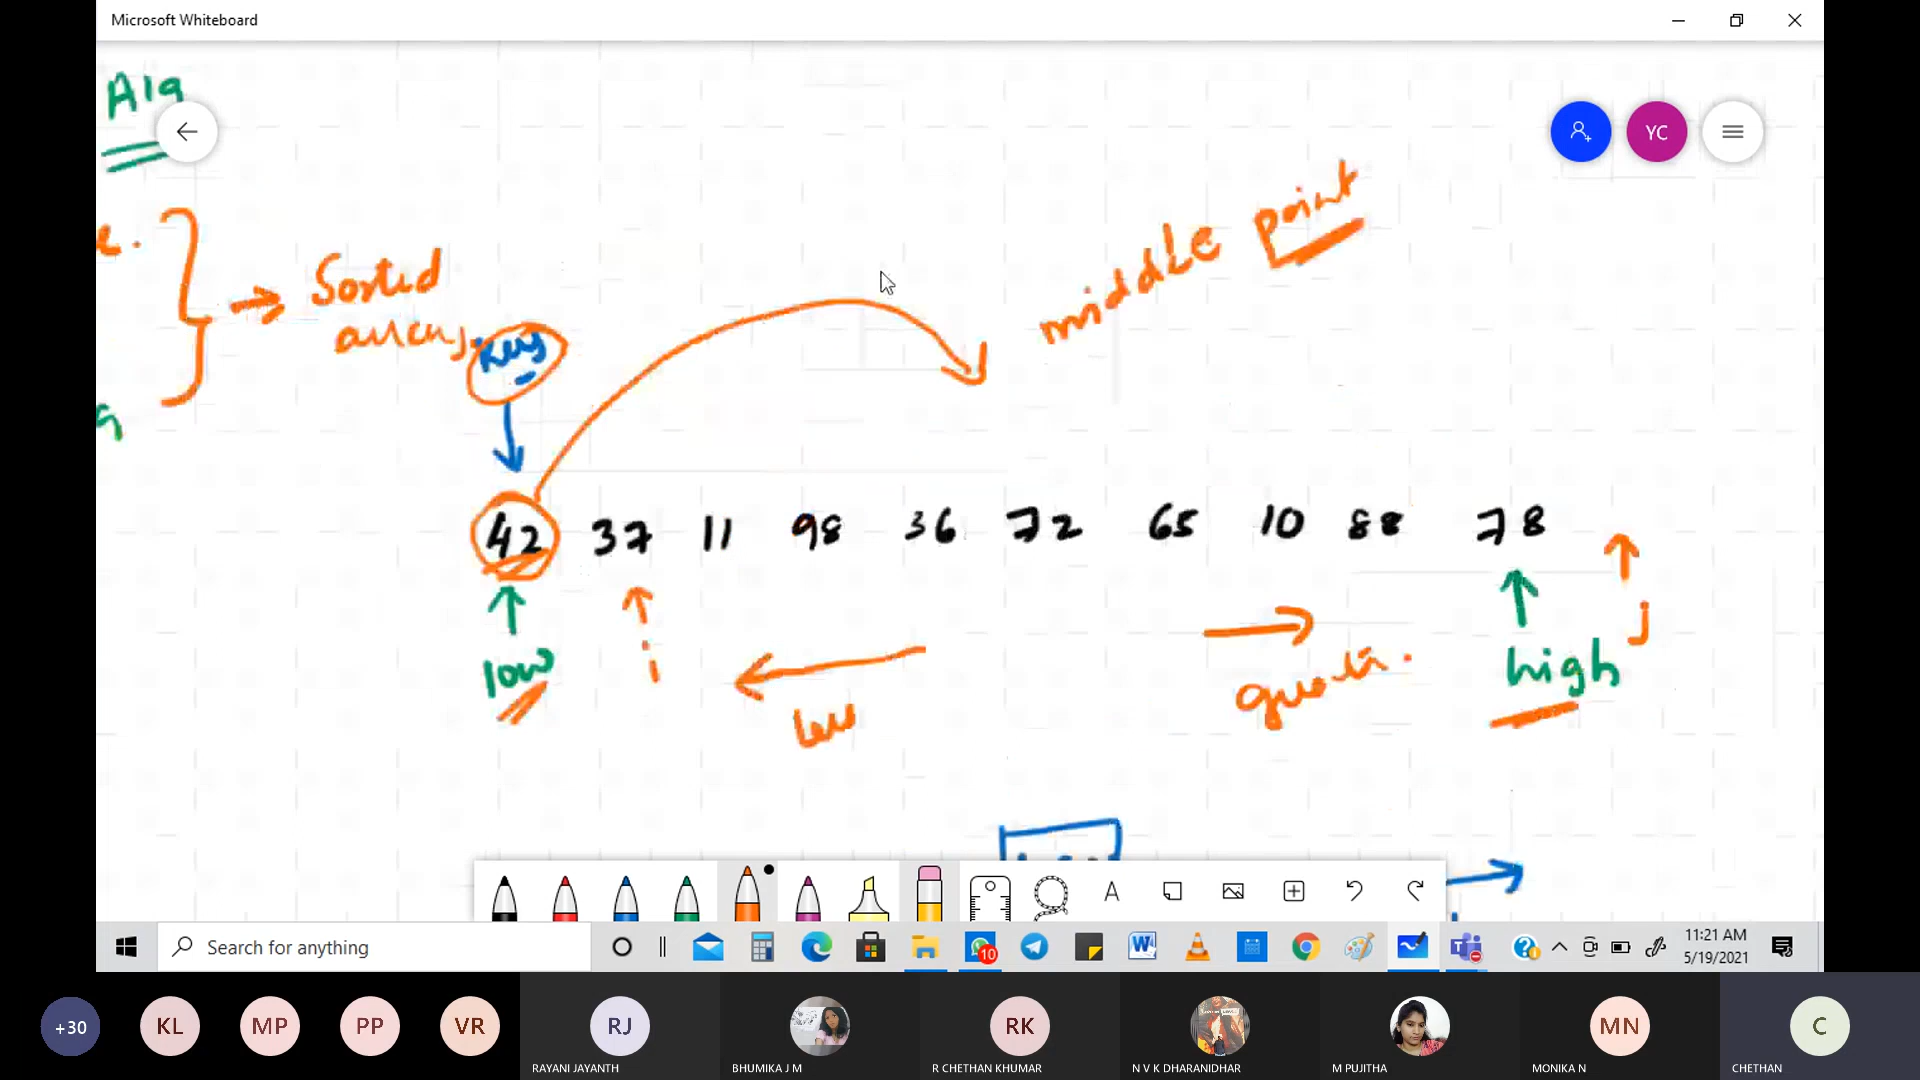 Microsoft Whiteboard
Alg
YC
middle point
Sorted
array.
Key
42 37 11 98 36 72 65 10 88 78
low
i
less
high
j
A
Search for anything
10
11:21 AM
5/19/2021
+30
KL
MP
PP
VR
RJ
RK
MN
C
RAYANI JAYANTH
BHUMIKA J M
R CHETHAN KHUMAR
N V K DHARANIDHAR
M PUJITHA
MONIKA N
CHETHAN